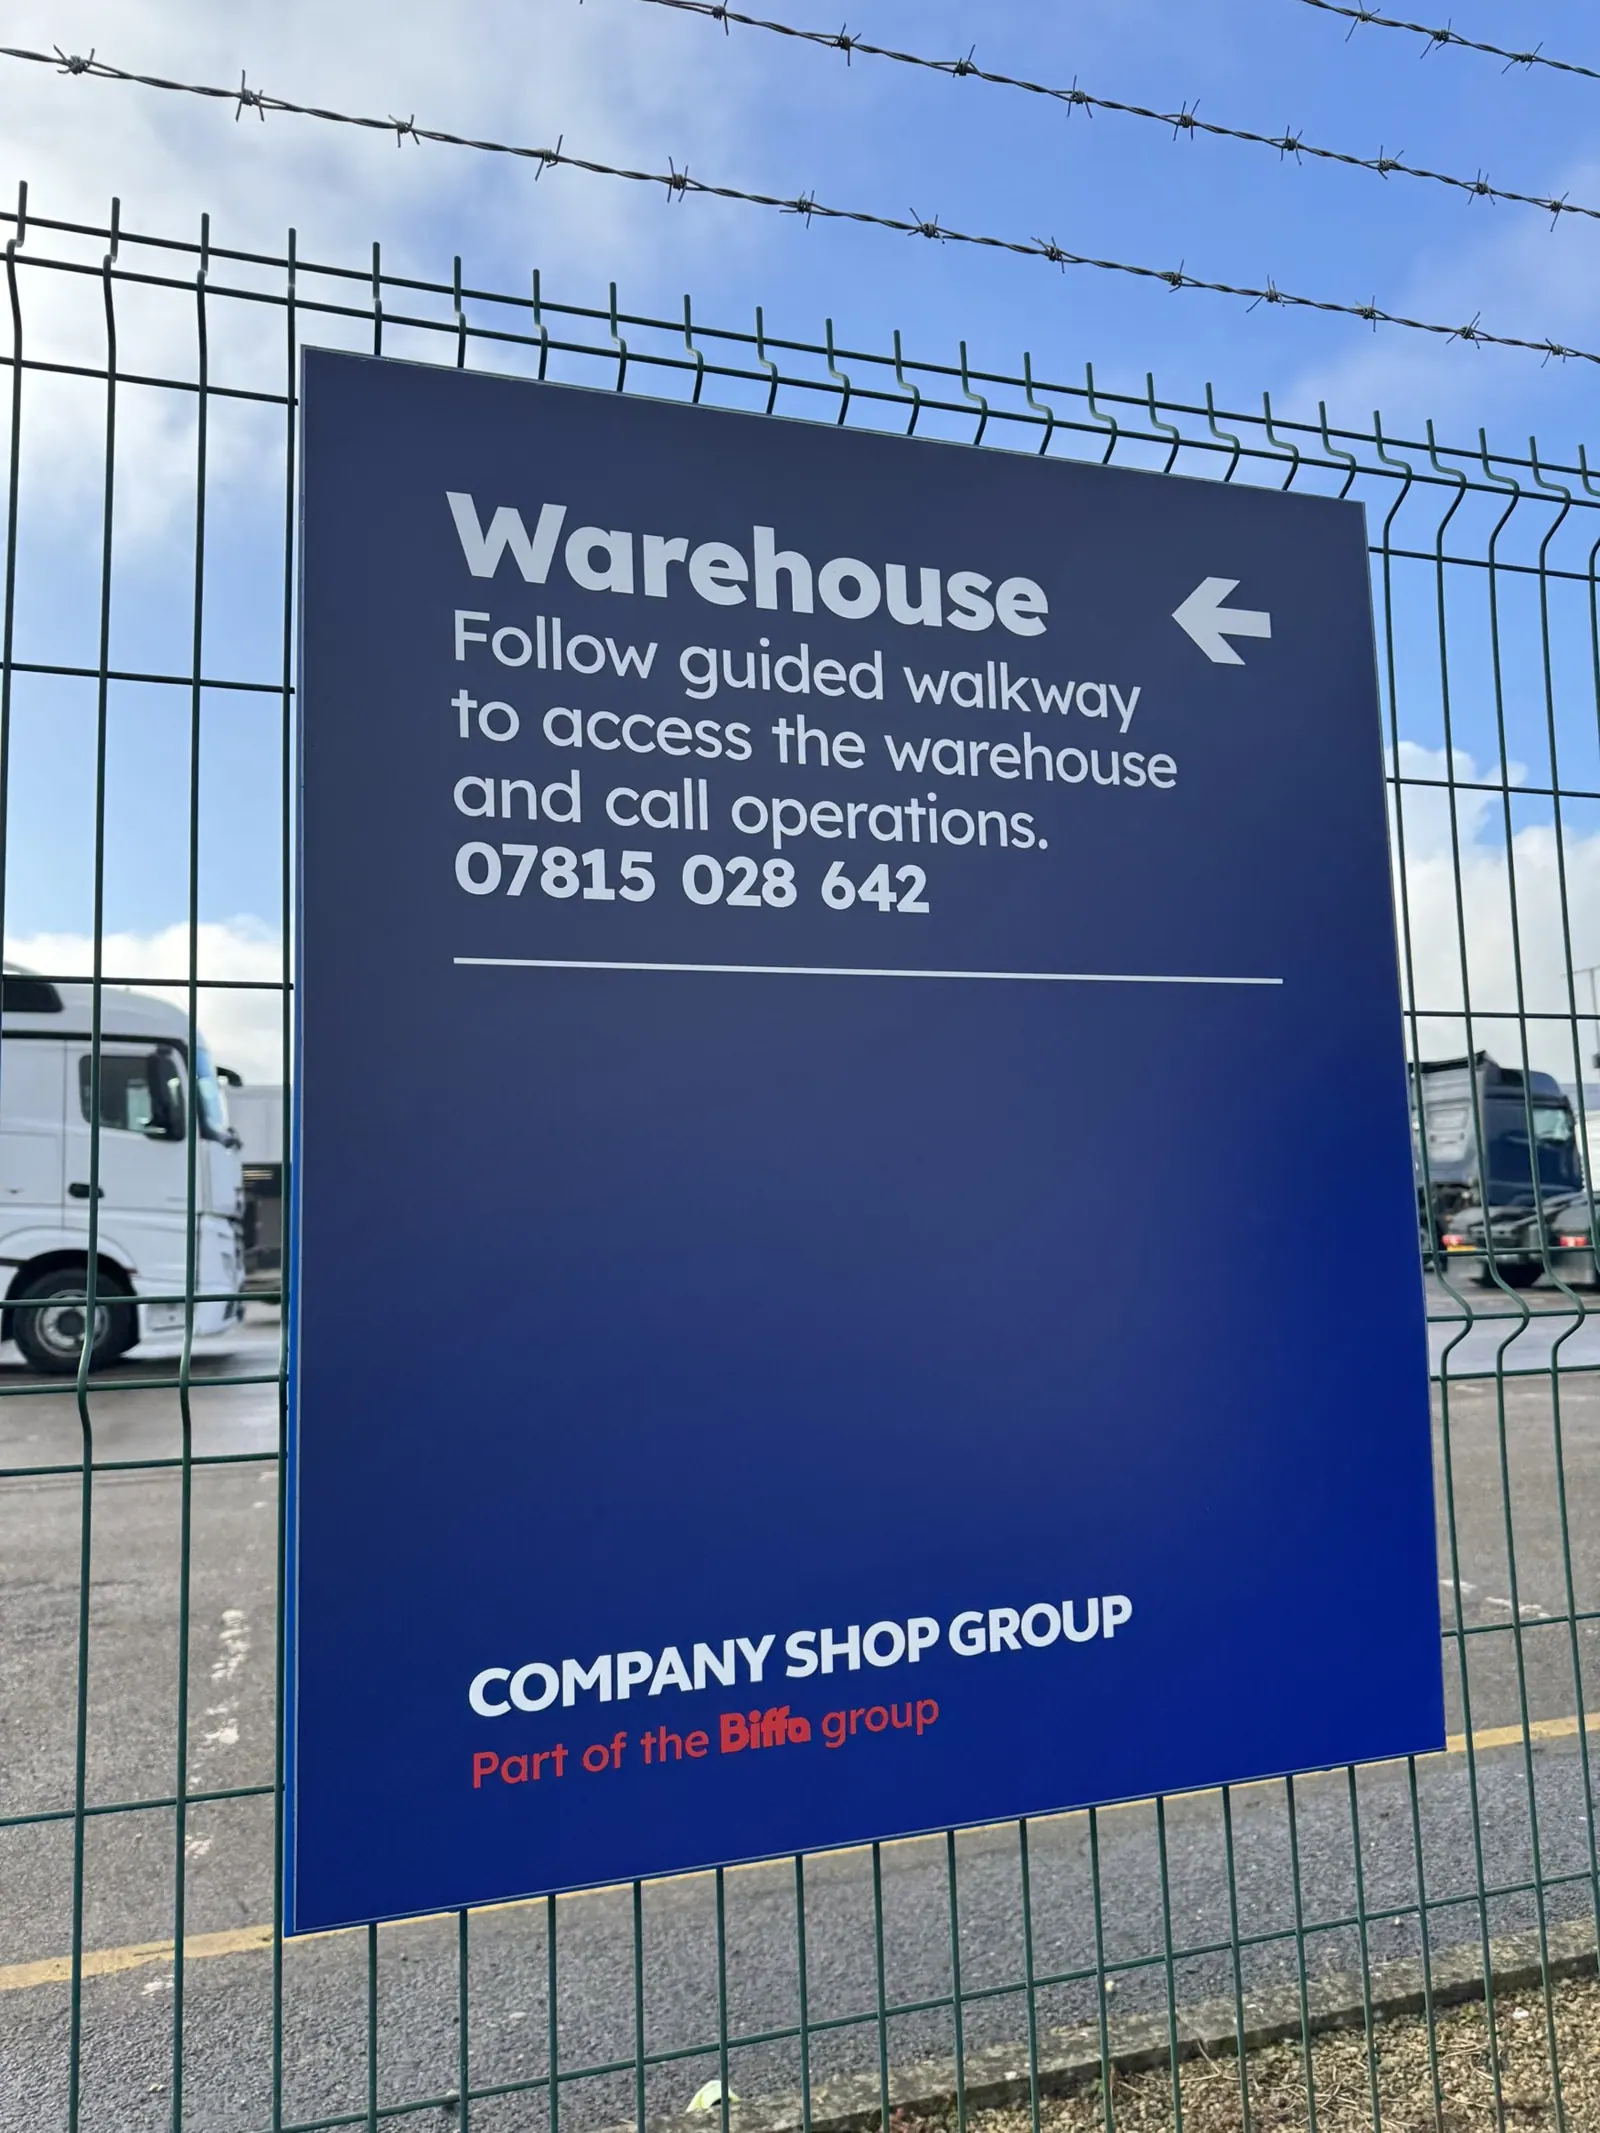 Warehouse
Follow guided walkway
to access the warehouse
and call operations.
07815 028 642
COMPANY SHOP GROUP
Part of the Biffa group